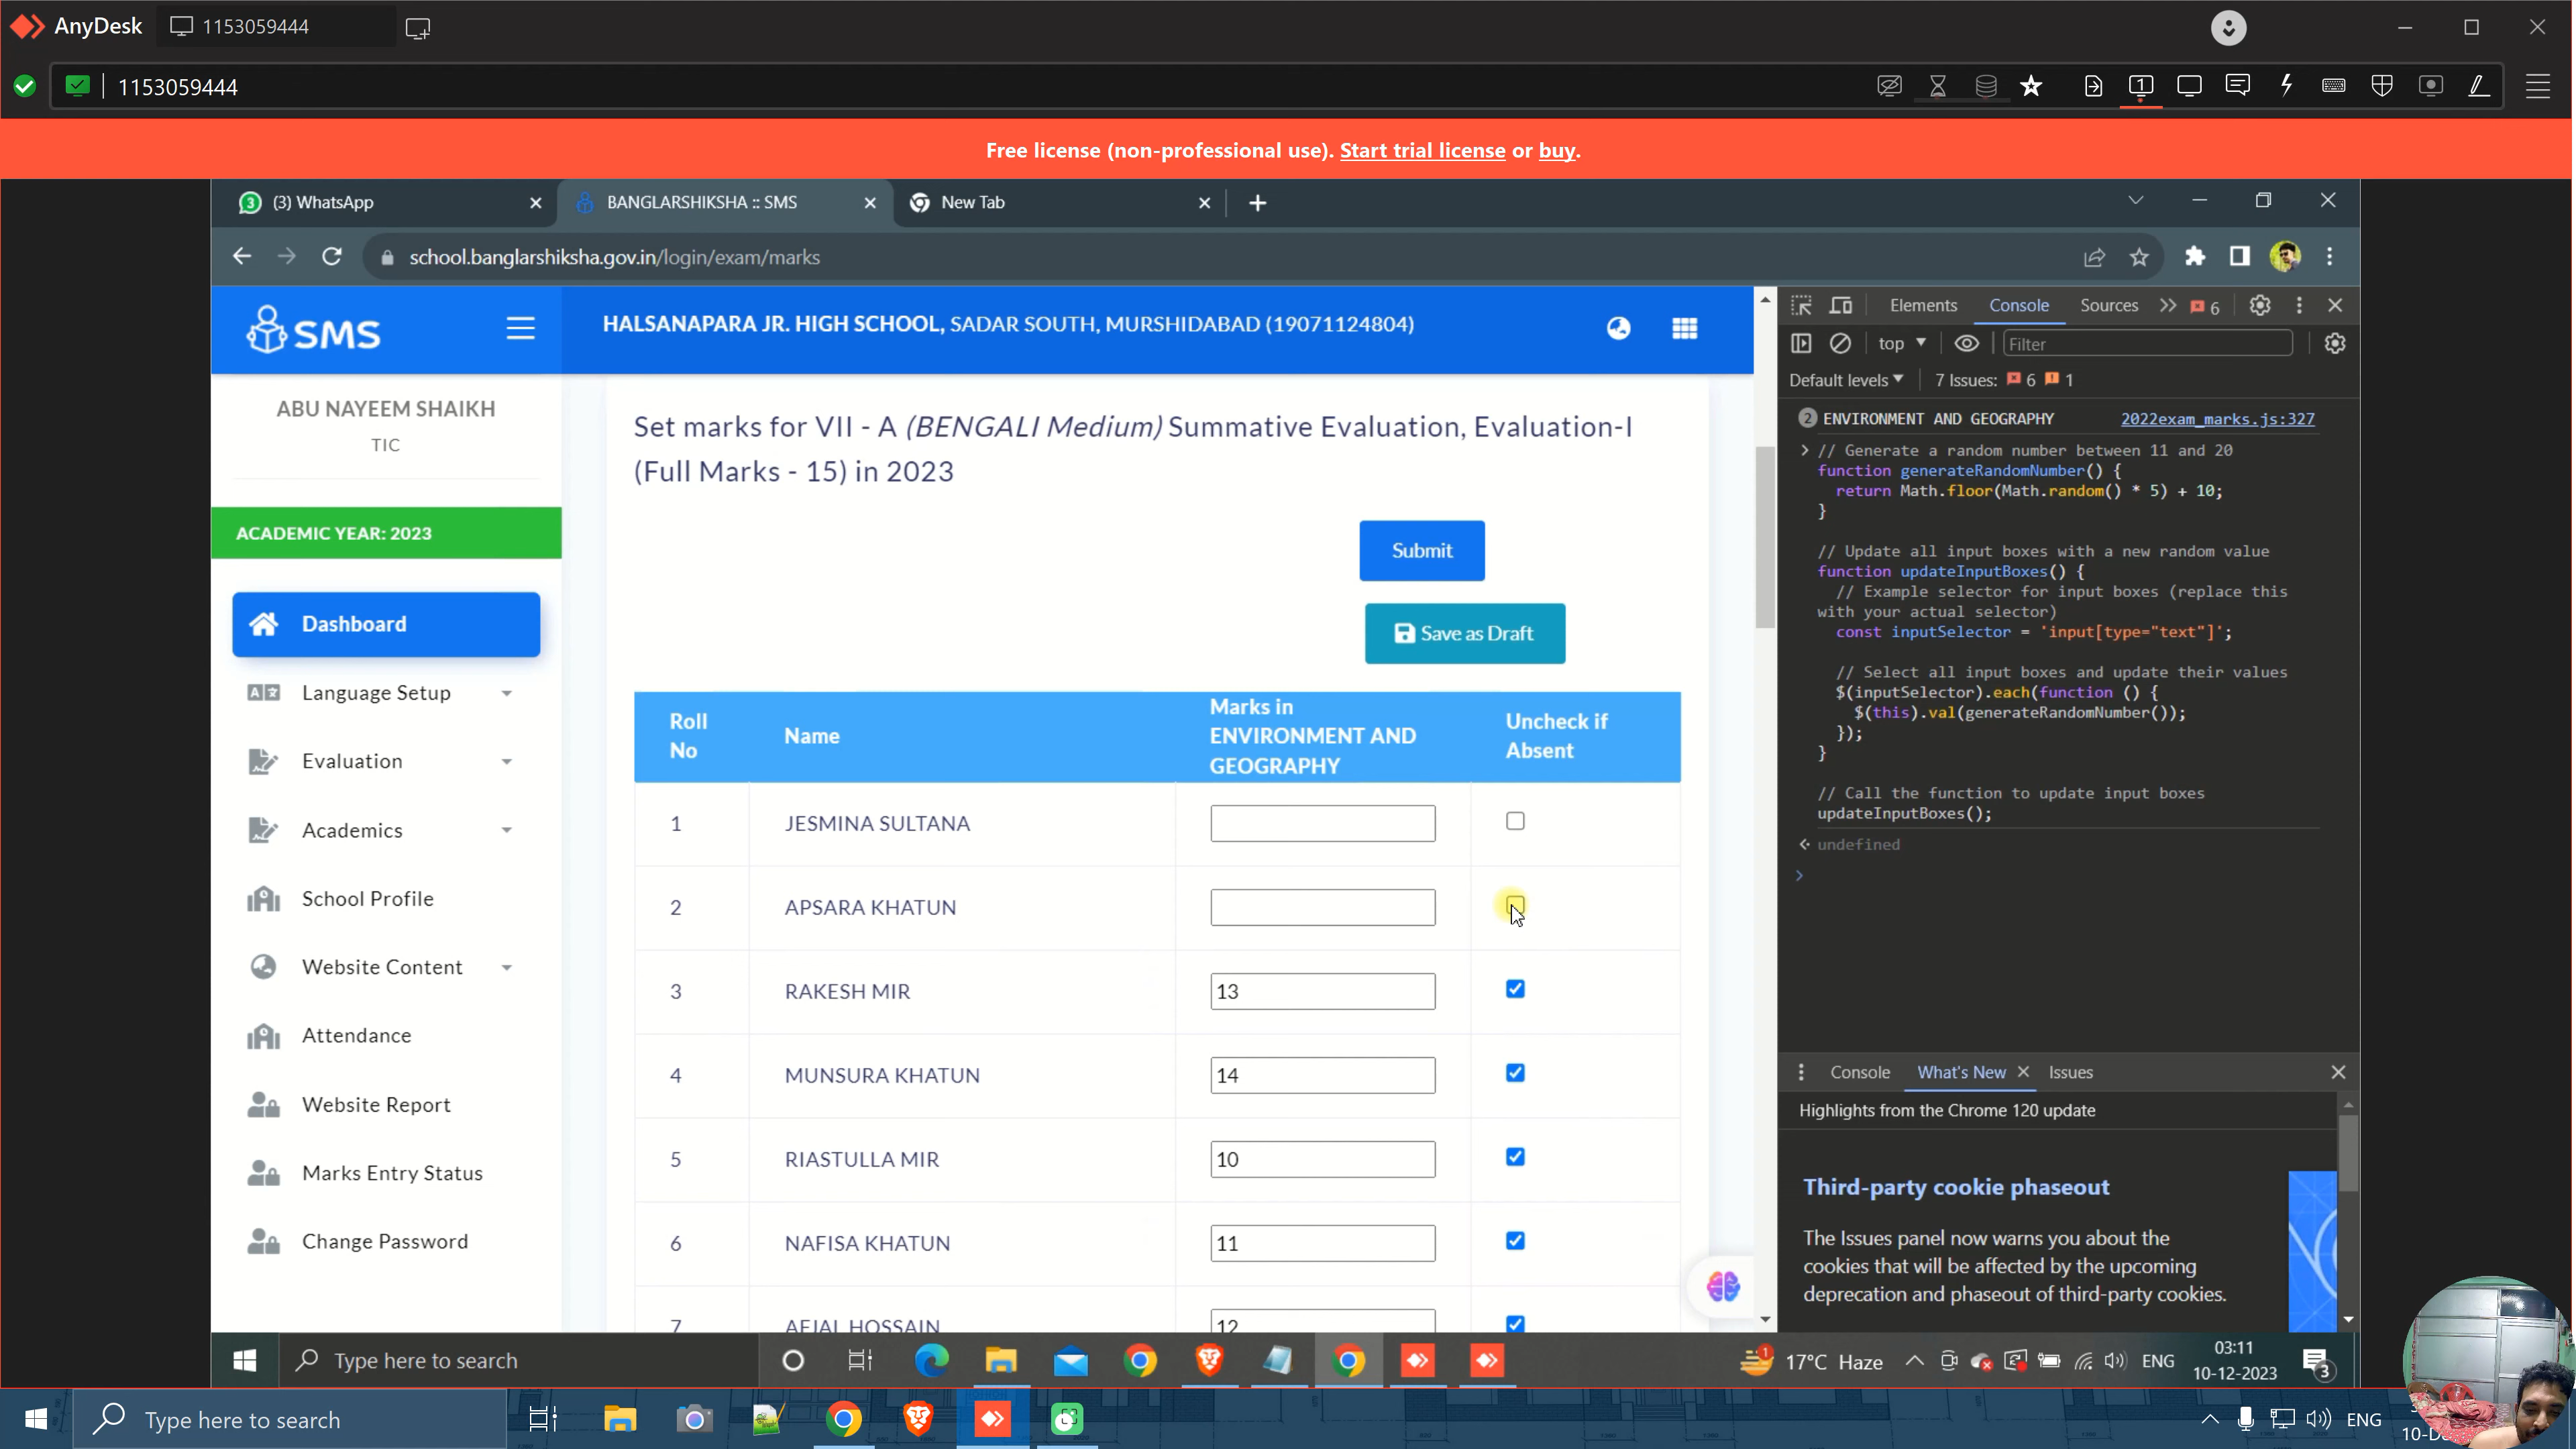 AnyDesk
1153059444
1153059444
Free license (non-professional use). Start trial license or buy.
(3) WhatsApp
BANGLARSHIKSHA :: SMS
New Tab
school.banglarshiksha.gov.in/login/exam/marks
SMS
HALSANAPARA JR. HIGH SCHOOL, SADAR SOUTH, MURSHIDABAD (19071124804)
ABU NAYEEM SHAIKH
TIC
ACADEMIC YEAR: 2023
Dashboard
Language Setup
Evaluation
Academics
School Profile
Website Content
Attendance
Website Report
Marks Entry Status
Change Password
Set marks for VII - A (BENGALI Medium) Summative Evaluation, Evaluation-I
(Full Marks - 15) in 2023
Submit
Save as Draft
Roll No
Name
Marks in ENVIRONMENT AND GEOGRAPHY
Uncheck if Absent
1 JESMINA SULTANA
2 APSARA KHATUN
3 RAKESH MIR 13
4 MUNSURA KHATUN 14
5 RIASTULLA MIR 10
6 NAFISA KHATUN 11
7 AFJAL HOSSAIN 12
Elements Console Sources 6
top Filter
Default levels 7 Issues: 6 1
2 ENVIRONMENT AND GEOGRAPHY 2022exam_marks.js:327
// Generate a random number between 11 and 20
function generateRandomNumber() {
return Math.floor(Math.random() * 5) + 10;
}
// Update all input boxes with a new random value
function updateInputBoxes() {
// Example selector for input boxes (replace this
with your actual selector)
const inputSelector = 'input[type="text"]';
// Select all input boxes and update their values
$(inputSelector).each(function () {
$(this).val(generateRandomNumber());
});
}
// Call the function to update input boxes
updateInputBoxes();
undefined
Console What's New Issues
Highlights from the Chrome 120 update
Third-party cookie phaseout
The Issues panel now warns you about the
cookies that will be affected by the upcoming
deprecation and phaseout of third-party cookies.
Type here to search
17°C Haze
ENG
03:11
10-12-2023
3
Type here to search
ENG